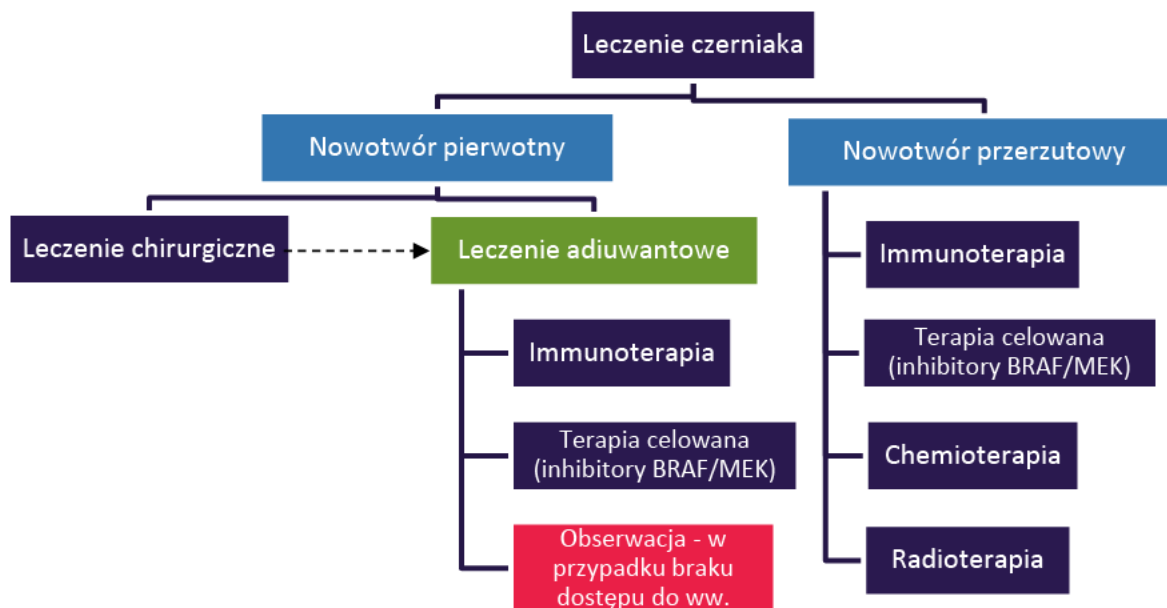 Leczenie czerniaka
Nowotwór pierwotny
Nowotwór przerzutowy
Leczenie chirurgiczne
Leczenie adiuwantowe
Immunoterapia
Terapia celowana
(inhibitory BRAF/MEK)
Obserwacja - w
przypadku braku
dostępu do ww.
Immunoterapia
Terapia celowana
(inhibitory BRAF/MEK)
Chemioterapia
Radioterapia